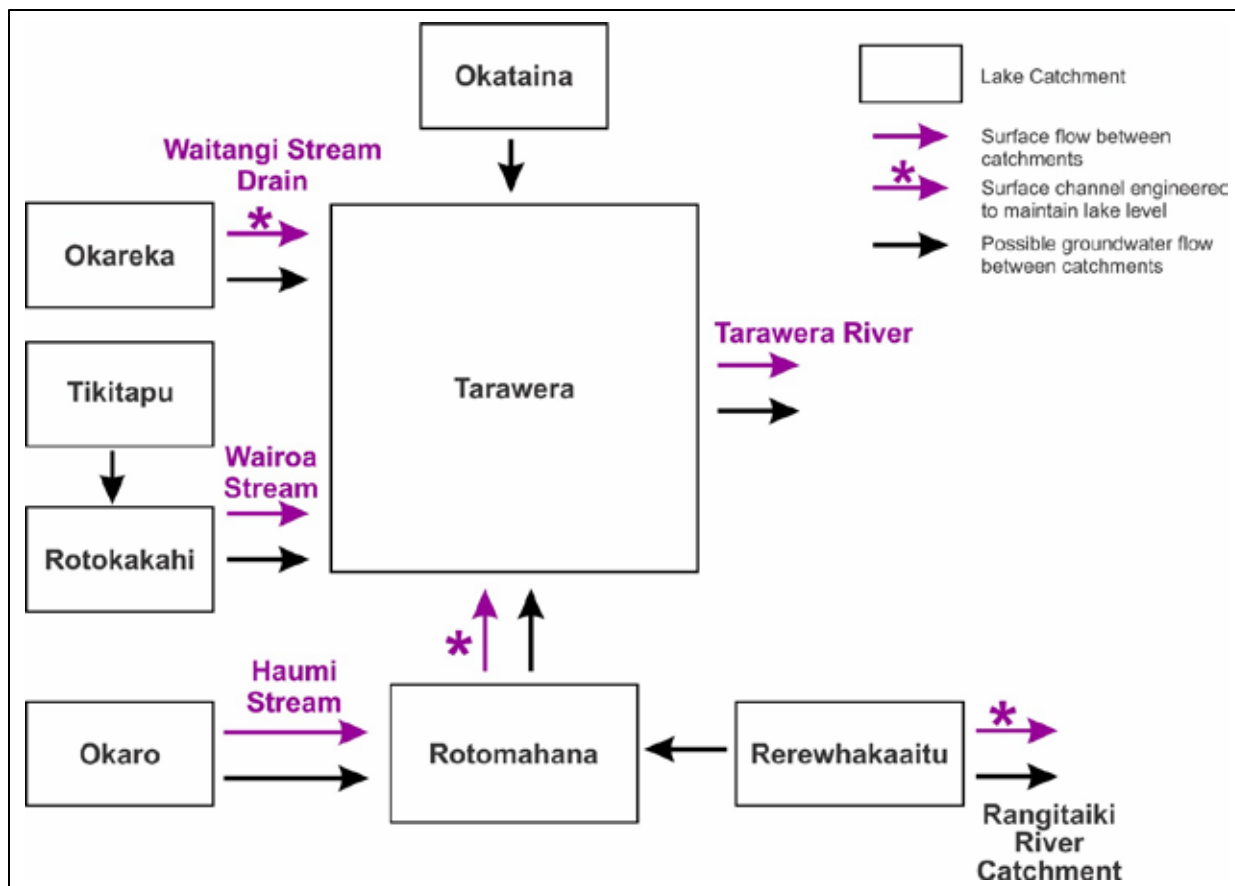 Okataina
Lake Catchment
Surface flow between
catchments
*
Surface channel engineered
to maintain lake level
Possible groundwater flow
between catchments
Waitangi Stream
Drain
*
Okareka
Tarawera
Tarawera River
Tikitapu
Wairoa
Stream
Rotokakahi
*
Haumi
Stream
Okaro
Rotomahana
Rerewhakaaitu
*
Rangitaiki
River
Catchment